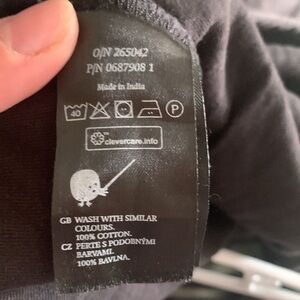 O/N 265042
P/N 0687908 1
Made in India
40 P
clevercare.info
GB WASH WITH SIMILAR
COLOURS.
100% COTTON.
CZ PERTE S PODOBNÝMI
BARVAMI.
100% BAVLNA.